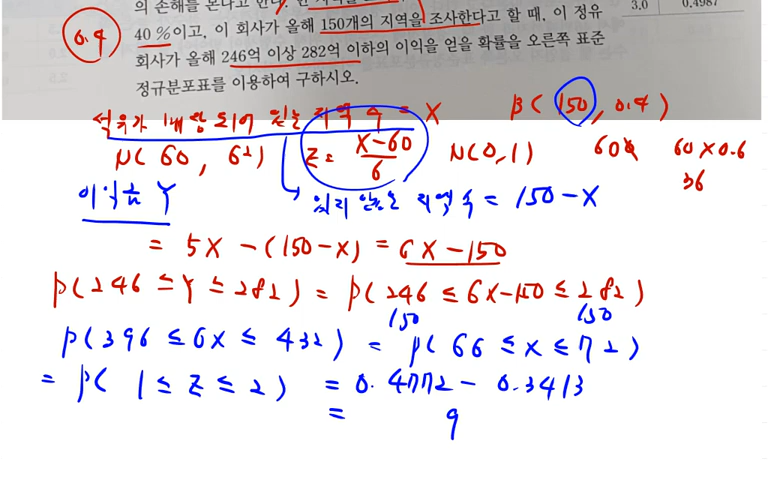 의 손해를 본다고 한다. 한 지역을
40 %이고, 이 회사가 올해 150개의 지역을 조사한다고 할 때, 이 정유
회사가 올해 246억 이상 282억 이하의 이익을 얻을 확률을 오른쪽 표준
정규분포표를 이용하여 구하시오.
3.0 0.4987
0.4
석유가 매장 되어 있는 지역 수 = X B(150, 0.4)
N(60, 6²) Z= X-60/6 N(0,1) 60 60×0.6
36
이익금 Y 있지 않은 지역 수 = 150-X
= 5X-(150-X) = 6X-150
P(246 ≤ Y ≤ 282) = P(246 ≤ 6X-150 ≤ 282)
150 150
P(396 ≤ 6X ≤ 432) = P(66 ≤ X ≤ 72)
= P( 1 ≤ Z ≤ 2) = 0.4772 - 0.3413
= 9